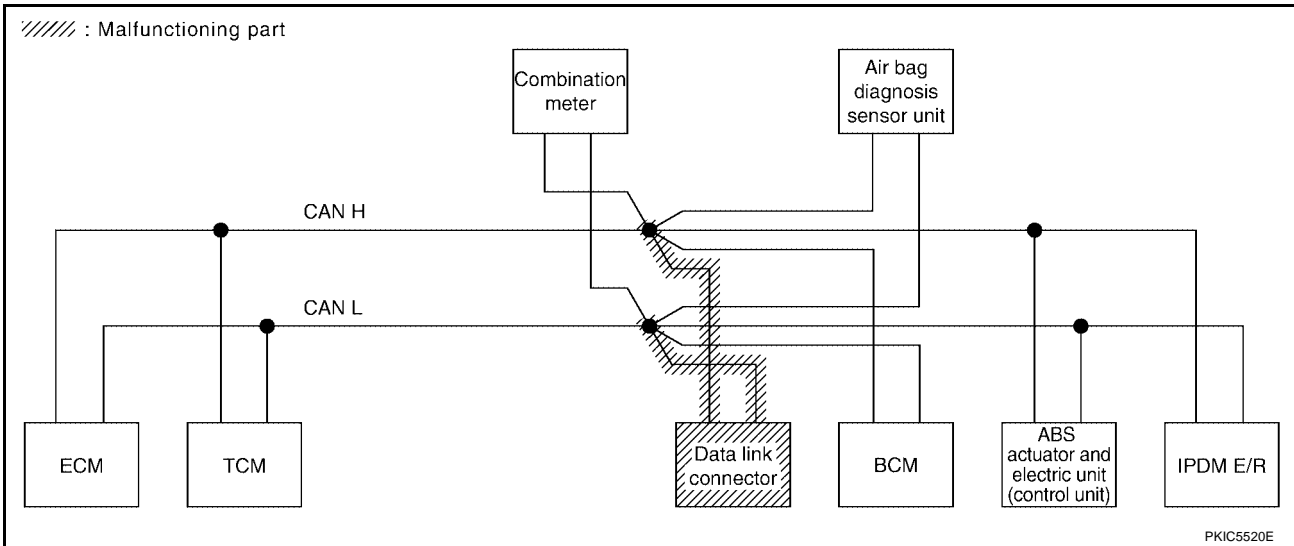 : Malfunctioning part
Combination
meter
Air bag
diagnosis
sensor unit
CAN H
CAN L
ECM
TCM
Data link
connector
BCM
ABS
actuator and
electric unit
(control unit)
IPDM E/R
PKIC5520E